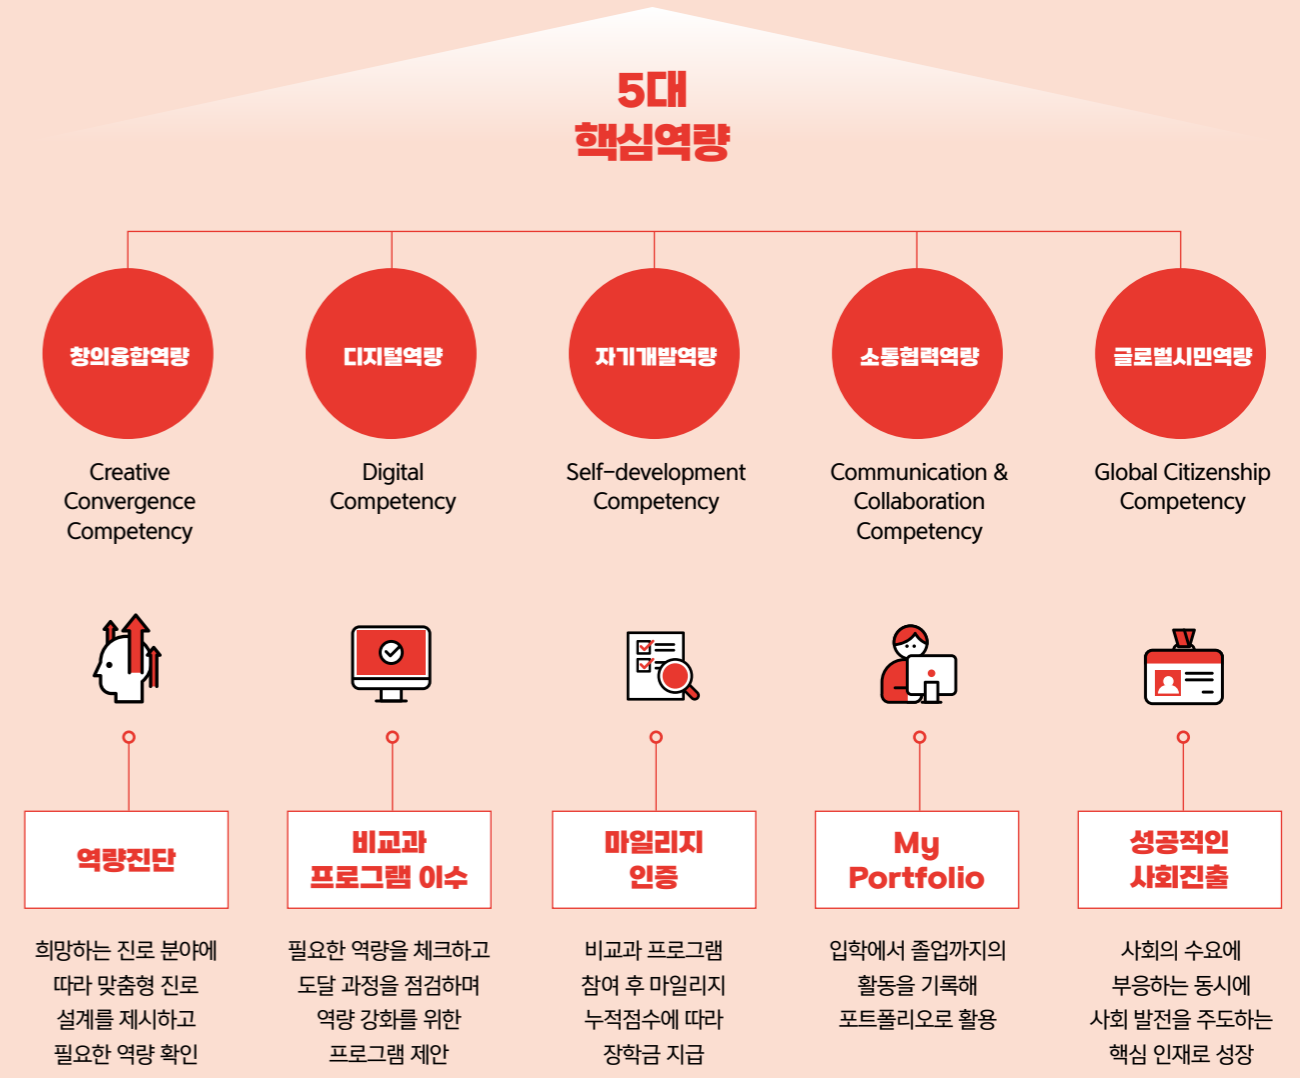 5대
핵심역량
창의융합역량
디지털역량
자기개발역량
소통협력역량
글로벌시민역량
Creative
Convergence
Competency
Digital
Competency
Self-development
Competency
Communication &
Collaboration
Competency
Global Citizenship
Competency
역량진단
희망하는 진로 분야에
따라 맞춤형 진로
설계를 제시하고
필요한 역량 확인
비교과
프로그램 이수
필요한 역량을 체크하고
도달 과정을 점검하며
역량 강화를 위한
프로그램 제안
마일리지
인증
비교과 프로그램
참여 후 마일리지
누적점수에 따라
장학금 지급
My
Portfolio
입학에서 졸업까지의
활동을 기록해
포트폴리오로 활용
성공적인
사회진출
사회의 수요에
부응하는 동시에
사회 발전을 주도하는
핵심 인재로 성장